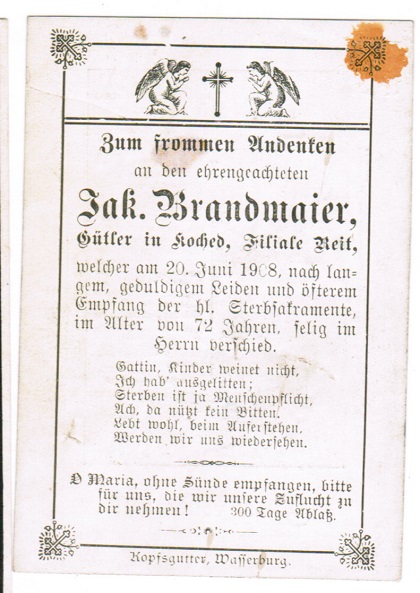 Zum frommen Andenken
an den ehrengeachteten
Jak. Brandmaier,
Gütler in Koched, Filiale Reit,
welcher am 20. Juni 1908, nach lan-
gem, geduldigem Leiden und öfterem
Empfang der hl. Sterbsakramente,
im Alter von 72 Jahren, selig im
Herrn verschied.
Gattin, Kinder weinet nicht,
Ich hab' ausgelitten;
Sterben ist ja Menschenpflicht,
Ach, da nützt kein Bitten.
Lebt wohl, beim Auferstehen.
Werden wir uns wiedersehen.
O Maria, ohne Sünde empfangen, bitte
für uns, die wir unsere Zuflucht zu
dir nehmen! 300 Tage Ablaß.
Kopfsgutter, Wasserburg.